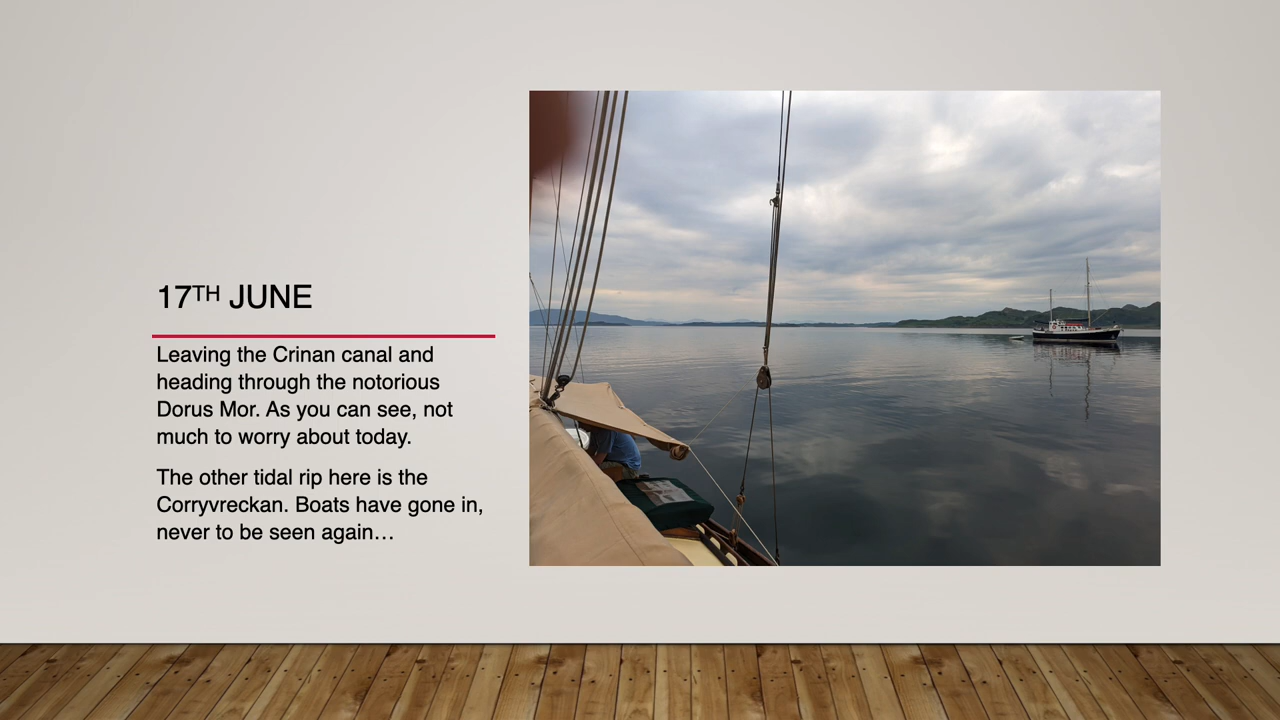 17TH JUNE
Leaving the Crinan canal and
heading through the notorious
Dorus Mor. As you can see, not
much to worry about today.
The other tidal rip here is the
Corryvreckan. Boats have gone in,
never to be seen again…